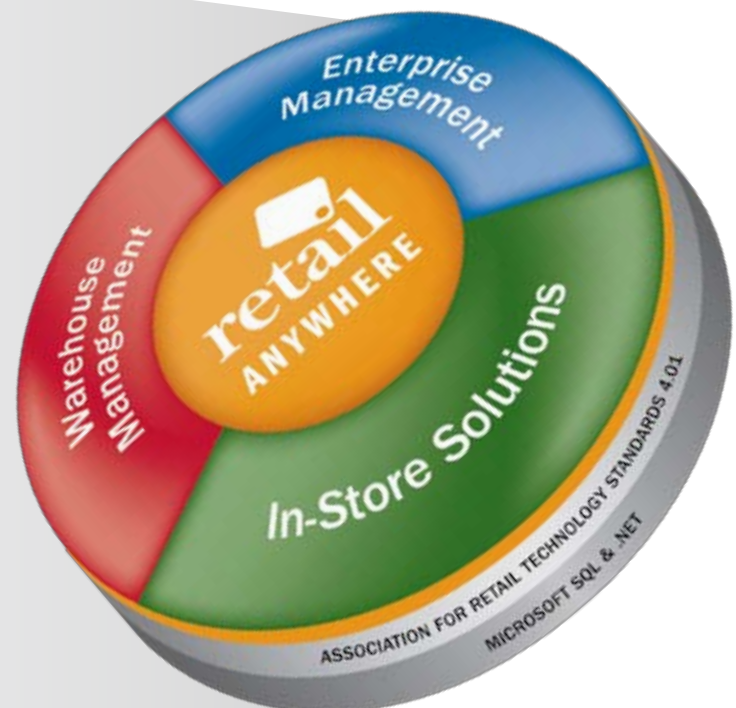 Enterprise
Management
Warehouse
Management
retail
ANYWHERE
In-Store Solutions
ASSOCIATION FOR RETAIL TECHNOLOGY STANDARDS 4.01
MICROSOFT SQL & .NET